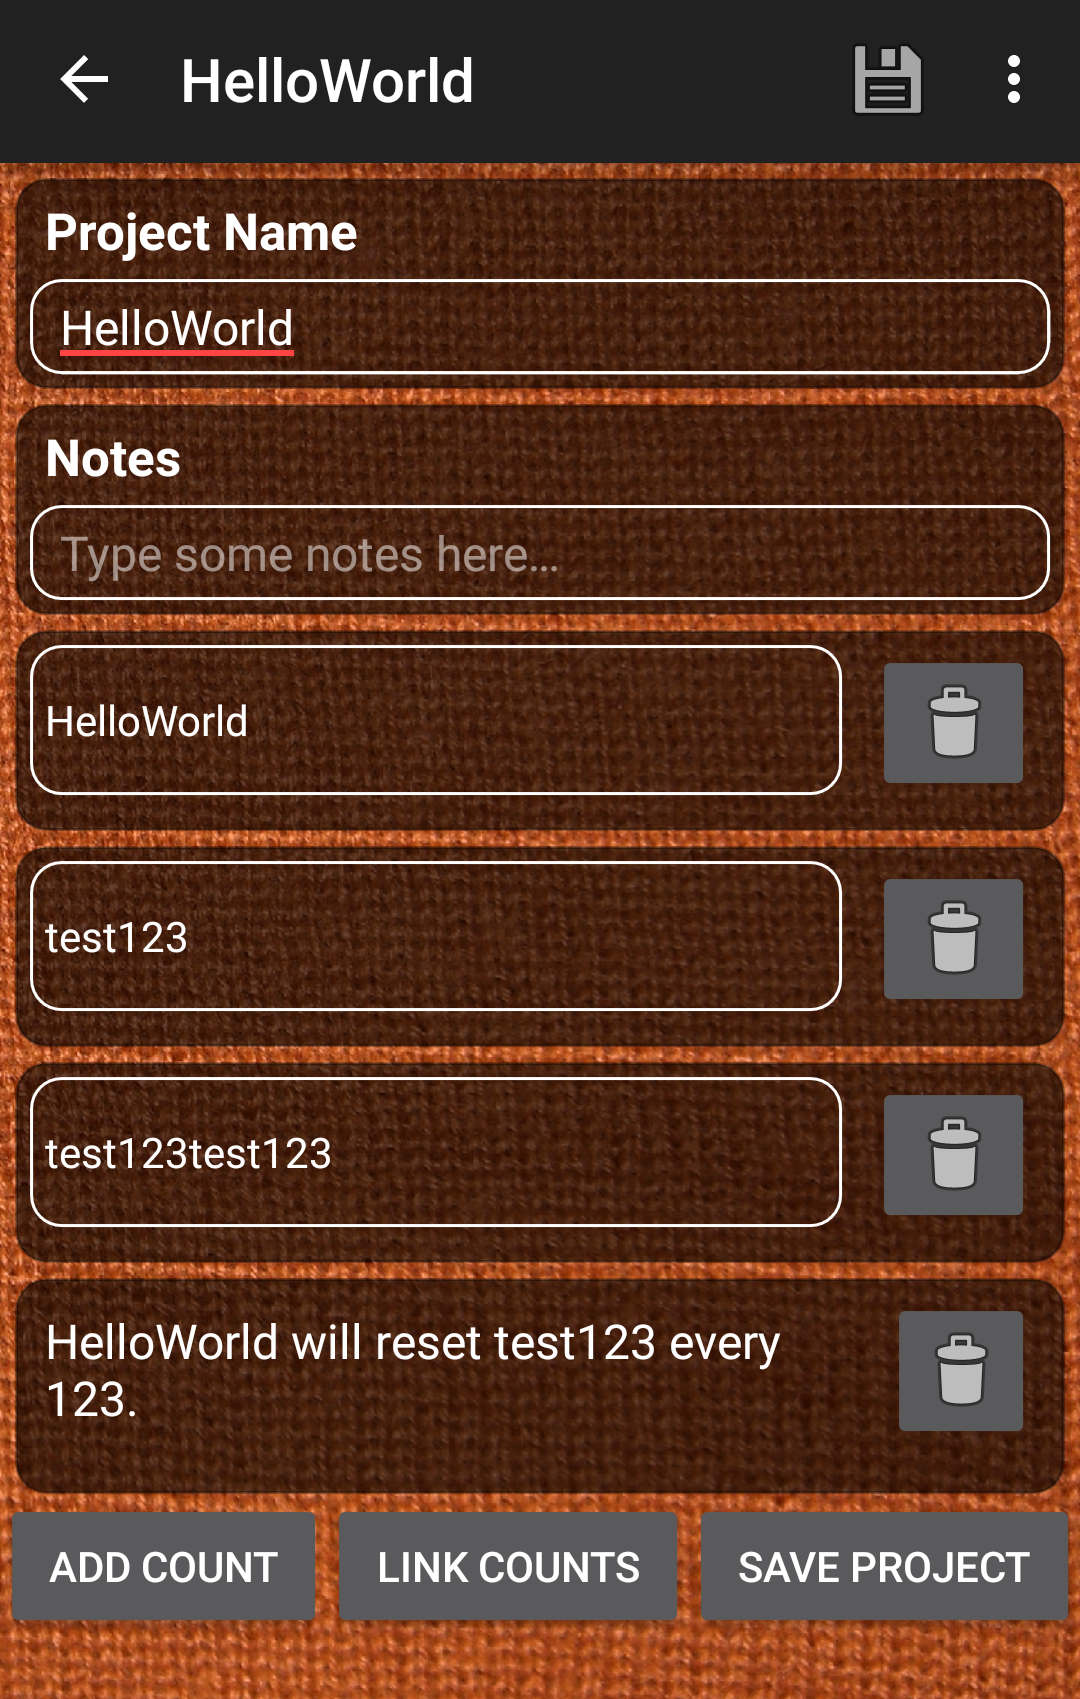 HelloWorld
Project Name
HelloWorld
Notes
Type some notes here...
HelloWorld
test123
test123test123
HelloWorld will reset test123 every
123.
ADD COUNT
LINK COUNTS
SAVE PROJECT